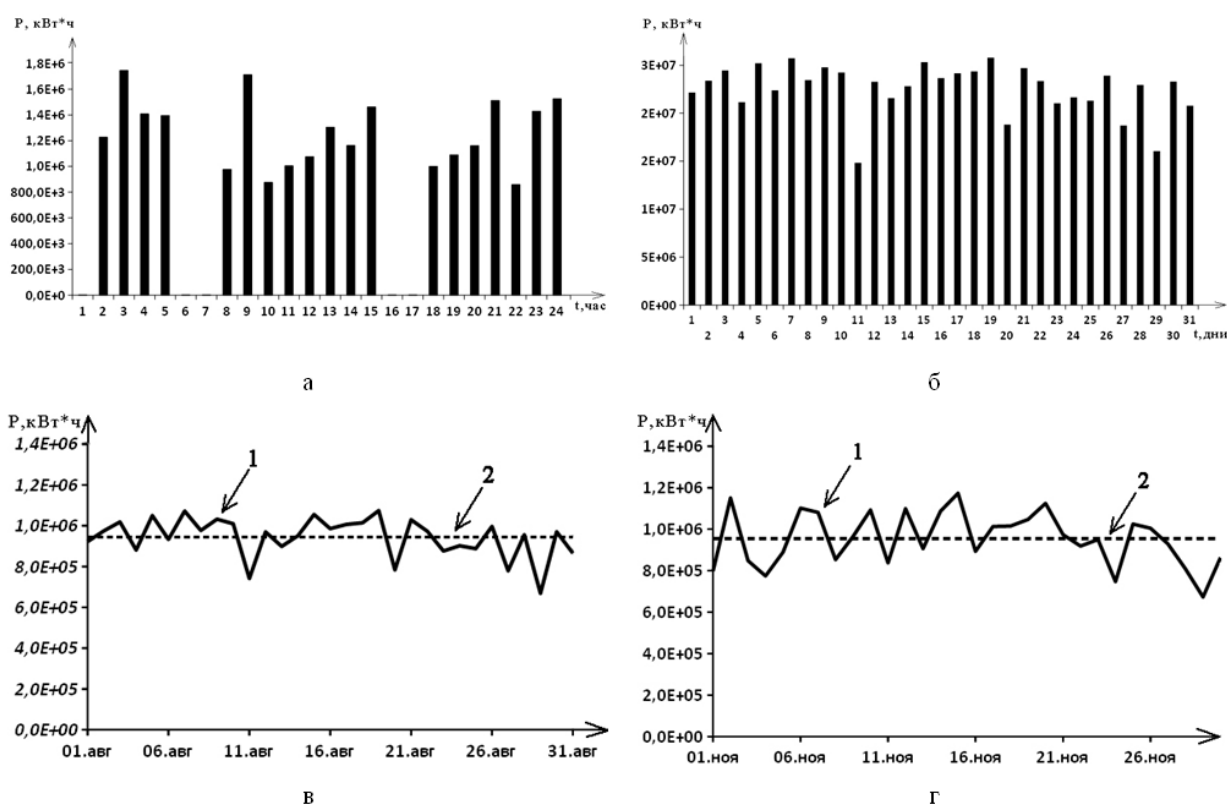 P, кВт*ч
1,8E+6
1,6E+6
1,4E+6
1,2E+6
1,0E+6
800,0E+3
600,0E+3
400,0E+3
200,0E+3
0,0E+0
1 2 3 4 5 6 7 8 9 10 11 12 13 14 15 16 17 18 19 20 21 22 23 24 t,час
а
P, кВт*ч
3E+07
3E+07
2E+07
2E+07
1E+07
5E+06
0E+00
1 3 5 7 9 11 13 15 17 19 21 23 25 27 29 31
2 4 6 8 10 12 14 16 18 20 22 24 26 28 30 t,дни
б
P,кВт*ч
1,4E+06
1,2E+06
1,0E+06
8,0E+05
6,0E+05
4,0E+05
2,0E+05
0,0E+00
1
2
01.авг 06.авг 11.авг 16.авг 21.авг 26.авг 31.авг
в
P,кВт*ч
1,4E+06
1,2E+06
1,0E+06
8,0E+05
6,0E+05
4,0E+05
2,0E+05
0,0E+00
1
2
01.ноя 06.ноя 11.ноя 16.ноя 21.ноя 26.ноя
г